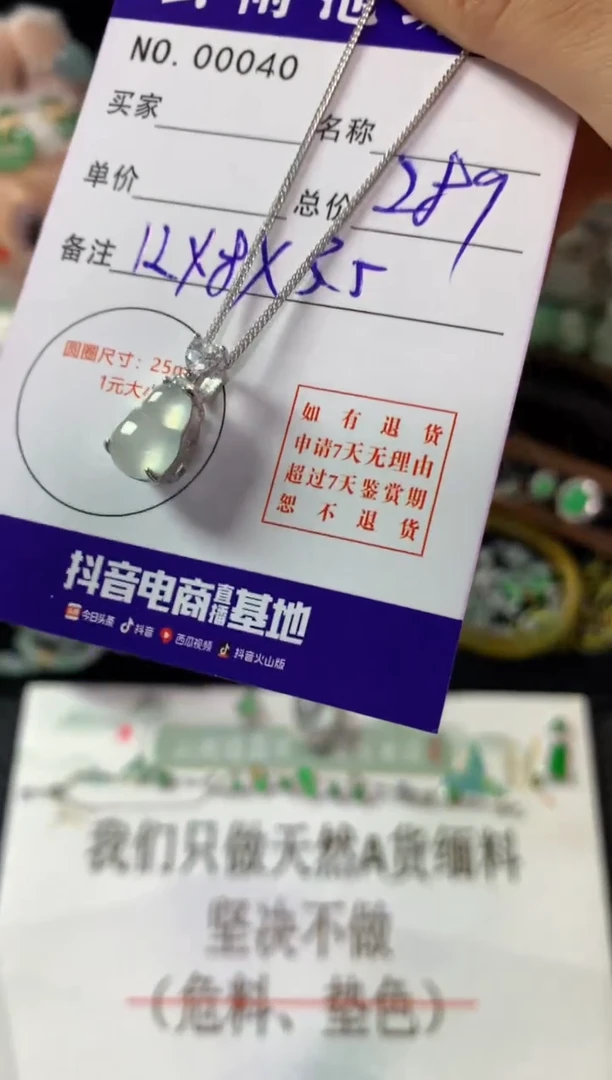 NO. 00040
买家
名称
单价
总价 289
备注 12X8X3.5
圆圈尺寸：25m
1元大小
如有退货
申请7天无理由
超过7天鉴赏期
恕不退货
抖音电商直播基地
今日头条 抖音 西瓜视频 抖音火山版
我们只做天然A货缅料
坚决不做
（危料、垫色）